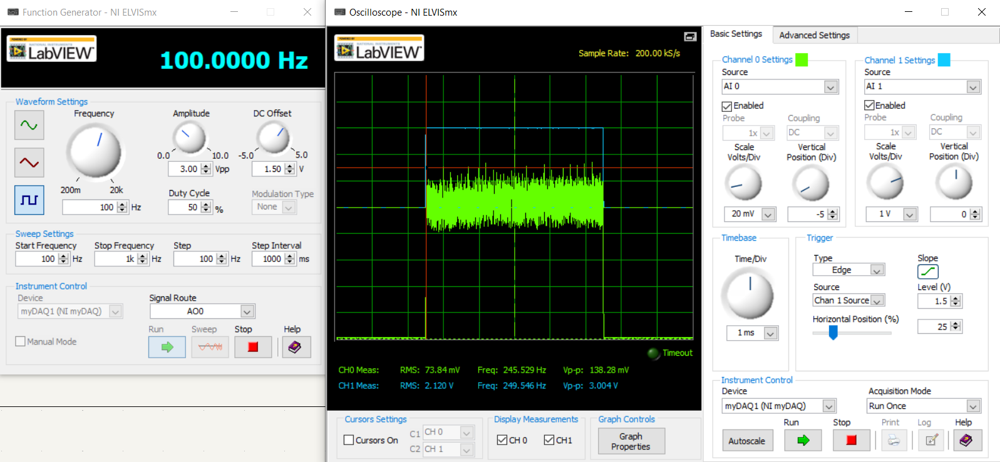 Function Generator - NI ELVISmx
POWERED BY
NATIONAL INSTRUMENTS
LabVIEW™
100.0000 Hz
Waveform Settings
Frequency
200m 20k
100 Hz
Amplitude
0.0 10.0
3.00 Vpp
DC Offset
-5.0 5.0
1.50 V
Duty Cycle
50 %
Modulation Type
None
Sweep Settings
Start Frequency Stop Frequency Step Step Interval
100 Hz 1k Hz 100 Hz 1000 ms
Instrument Control
Device
myDAQ1 (NI myDAQ)
Signal Route
AO0
Manual Mode
Run Sweep Stop Help
Oscilloscope - NI ELVISmx
POWERED BY
NATIONAL INSTRUMENTS
LabVIEW™
Sample Rate: 200.00 kS/s
Timeout
CH0 Meas: RMS: 73.84 mV Freq: 245.529 Hz Vp-p: 138.28 mV
CH1 Meas: RMS: 2.120 V Freq: 249.546 Hz Vp-p: 3.004 V
Cursors Settings
Cursors On
C1 CH 0
C2 CH 1
Display Measurements
CH 0 CH1
Graph Controls
Graph
Properties
Basic Settings Advanced Settings
Channel 0 Settings
Source
AI 0
Enabled
Probe Coupling
1x DC
Scale Vertical
Volts/Div Position (Div)
20 mV -5
Channel 1 Settings
Source
AI 1
Enabled
Probe Coupling
1x DC
Scale Vertical
Volts/Div Position (Div)
1 V 0
Timebase
Time/Div
1 ms
Trigger
Type Slope
Edge
Source Level (V)
Chan 1 Source 1.5
Horizontal Position (%)
25
Instrument Control
Device Acquisition Mode
myDAQ1 (NI myDAQ) Run Once
Run Stop Print Log Help
Autoscale